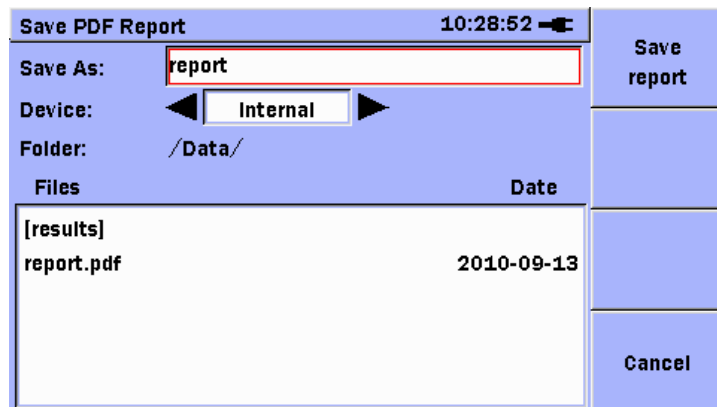 Save PDF Report 10:28:52
Save As: report
Device: Internal
Folder: /Data/
Files Date
[results]
report.pdf 2010-09-13
Save
report
Cancel